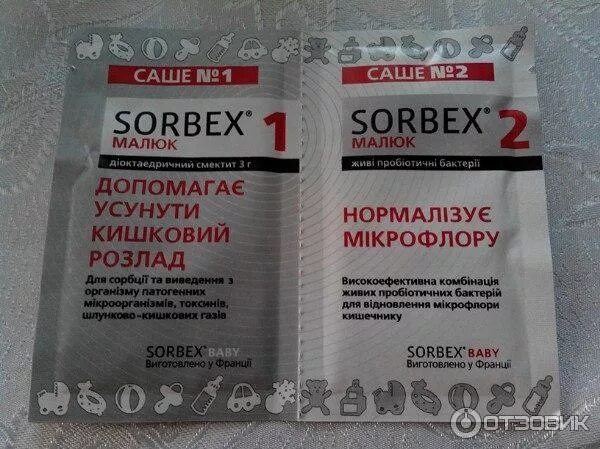 САШЕ №1
SORBEX® 1
МАЛЮК
діоктаедричний смектит 3 г
ДОПОМАГАЄ
УСУНУТИ
КИШКОВИЙ
РОЗЛАД
Для сорбції та виведення з
організму патогенних
мікроорганізмів, токсинів,
шлунково-кишкових газів
SORBEX® BABY
Виготовлено у Франції
САШЕ №2
SORBEX® 2
МАЛЮК
живі пробіотичні бактерії
НОРМАЛІЗУЄ
МІКРОФЛОРУ
Високоефективна комбінація
живих пробіотичних бактерій
для відновлення мікрофлори
кишечнику
SORBEX® BABY
Виготовлено у Франції
ОТЗОВИК